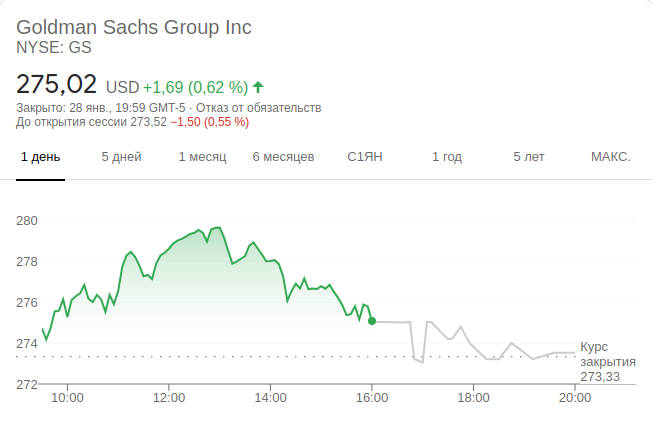 Goldman Sachs Group Inc
NYSE: GS
275,02 USD +1,69 (0,62 %)
Закрыто: 28 янв., 19:59 GMT-5 · Отказ от обязательств
До открытия сессии 273,52 −1,50 (0,55 %)
1 день 5 дней 1 месяц 6 месяцев С1ЯН 1 год 5 лет МАКС.
280
278
276
274
272
Курс
закрытия
273,33
10:00 12:00 14:00 16:00 18:00 20:00